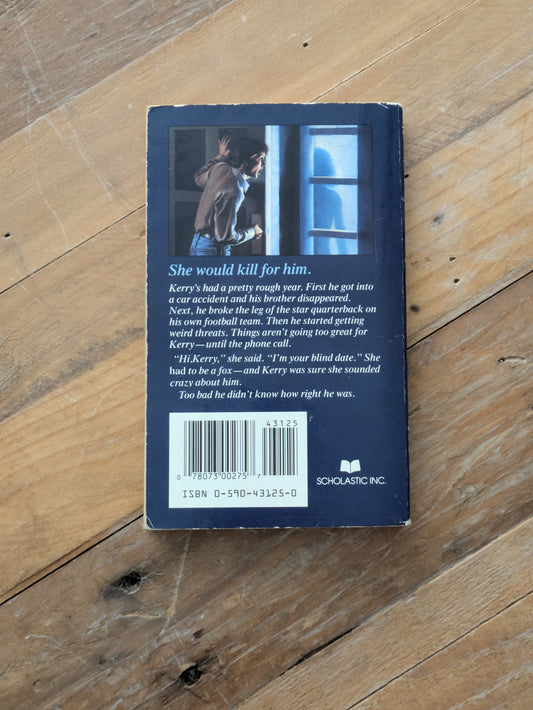 She would kill for him.
Kerry's had a pretty rough year. First he got into
a car accident and his brother disappeared.
Next, he broke the leg of the star quarterback on
his own football team. Then he started getting
weird threats. Things aren't going too great for
Kerry—until the phone call.
"Hi, Kerry," she said. "I'm your blind date." She
had to be a fox—and Kerry was sure she sounded
crazy about him.
Too bad he didn't know how right he was.
43125
0 78073 00275 7
ISBN 0-590-43125-0
SCHOLASTIC INC.